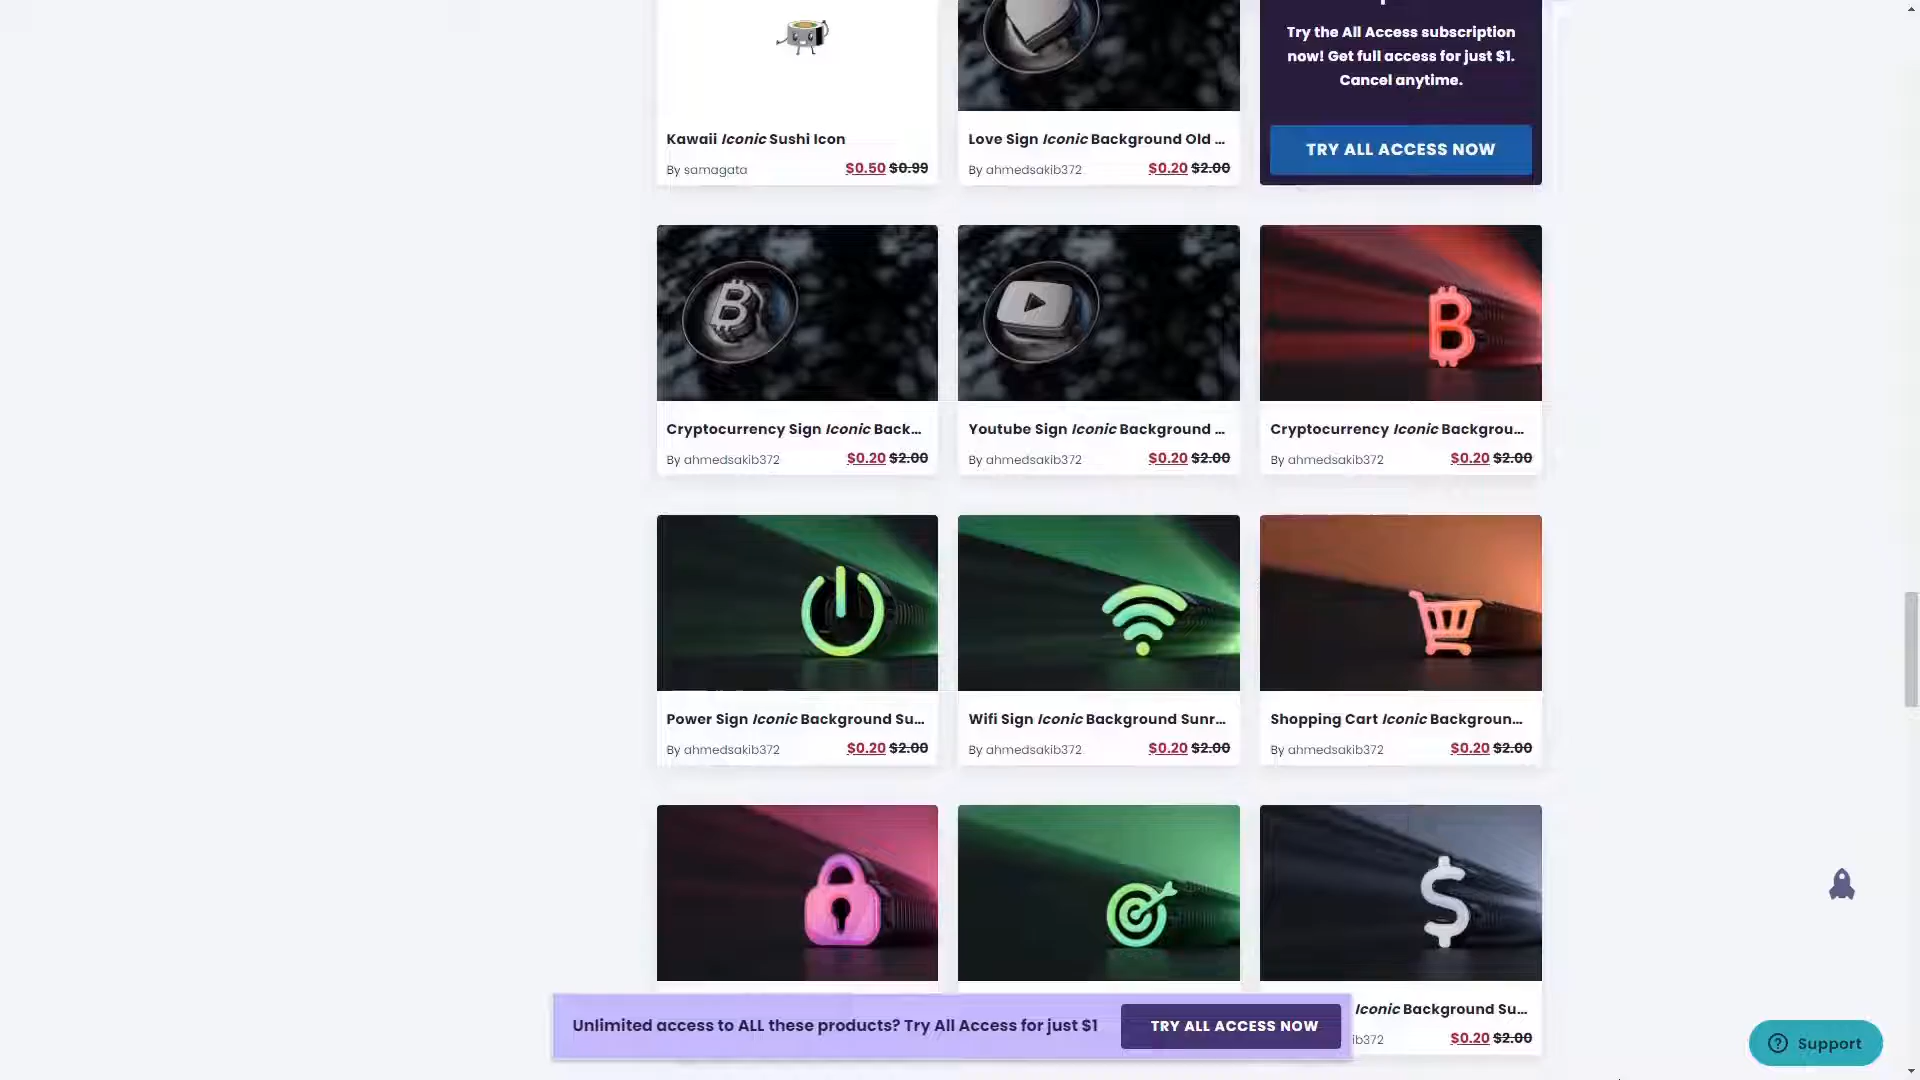 Try the All Access subscription
now! Get full access for just $1.
Cancel anytime.
TRY ALL ACCESS NOW
Kawaii Iconic Sushi Icon
By samagata $0.50 $0.99
Love Sign Iconic Background Old ...
By ahmedsakib372 $0.20 $2.00
Cryptocurrency Sign Iconic Back...
By ahmedsakib372 $0.20 $2.00
Youtube Sign Iconic Background ...
By ahmedsakib372 $0.20 $2.00
Cryptocurrency Iconic Backgrou...
By ahmedsakib372 $0.20 $2.00
Power Sign Iconic Background Su...
By ahmedsakib372 $0.20 $2.00
Wifi Sign Iconic Background Sunr...
By ahmedsakib372 $0.20 $2.00
Shopping Cart Iconic Backgroun...
By ahmedsakib372 $0.20 $2.00
Iconic Background Su...
ib372 $0.20 $2.00
Unlimited access to ALL these products? Try All Access for just $1
TRY ALL ACCESS NOW
Support